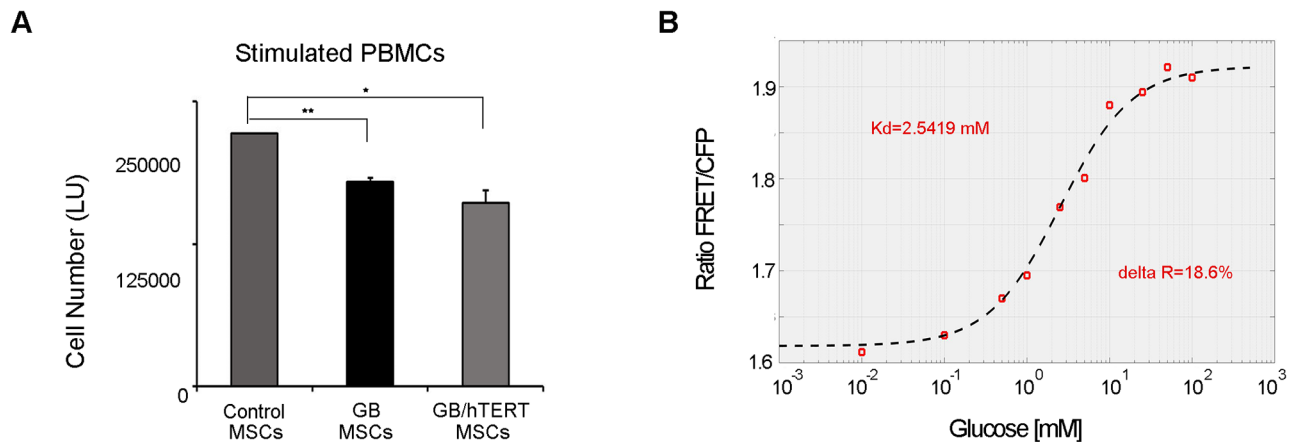 A
Stimulated PBMCs
*
**
Cell Number (LU)
250000
125000
0
Control
MSCs
GB
MSCs
GB/hTERT
MSCs
B
Ratio FRET/CFP
1.9
1.8
1.7
1.6
Kd=2.5419 mM
delta R=18.6%
10^-3
10^-2
10^-1
10^0
10^1
10^2
10^3
Glucose [mM]